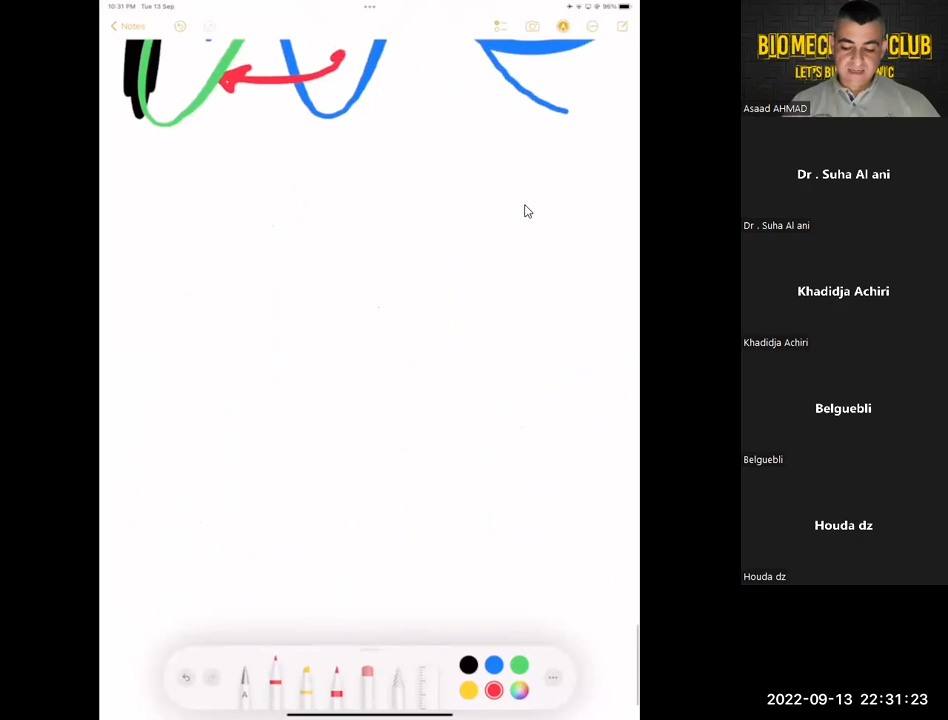 10:31 PM Tue 13 Sep
96%
Notes
A
BIOMEC CLUB
LET'S B NIC
Asaad AHMAD
Dr . Suha Al ani
Dr . Suha Al ani
Khadidja Achiri
Khadidja Achiri
Belguebli
Belguebli
Houda dz
Houda dz
2022-09-13 22:31:23